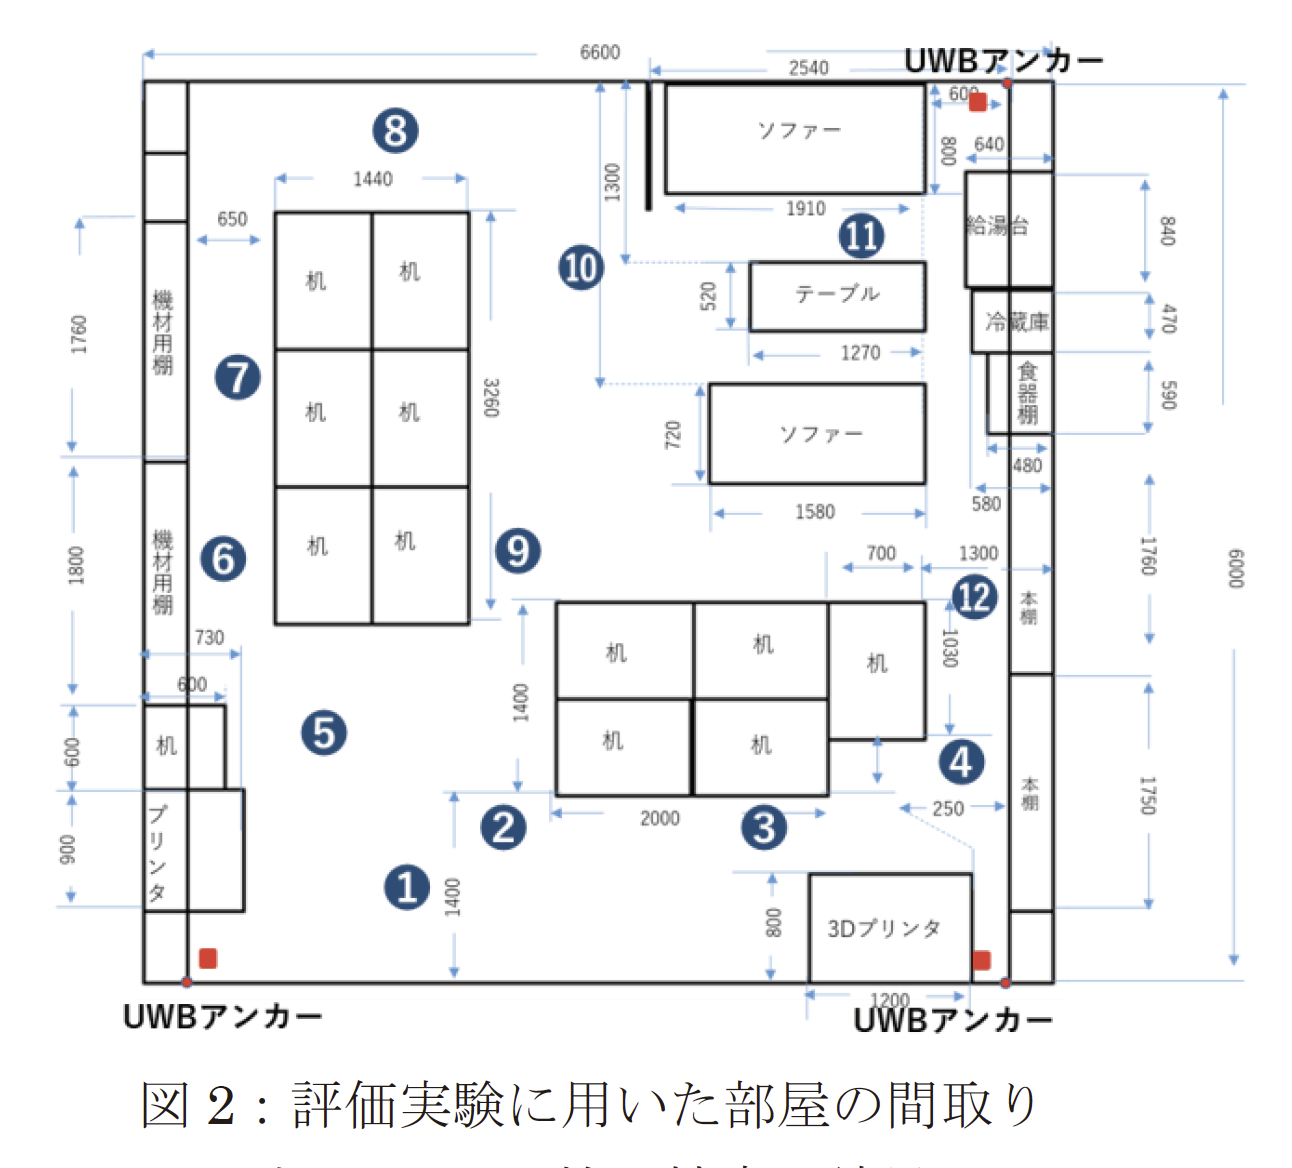 6600
2540
UWBアンカー
600
ソファー
800
640
8
1440
1300
1910
650
11
給湯台
840
10
机
机
520
テーブル
冷蔵庫
470
機材用棚
1760
1270
7
3260
食器棚
590
机
机
720
ソファー
480
580
1580
機材用棚
1800
6
机
机
9
700
1300
1760
6000
12
本棚
730
机
机
机
1030
600
1400
600
机
5
机
机
4
本棚
1750
250
プリンタ
900
2
2000
3
1
1400
800
3Dプリンタ
1200
UWBアンカー
UWBアンカー
図 2：評価実験に用いた部屋の間取り